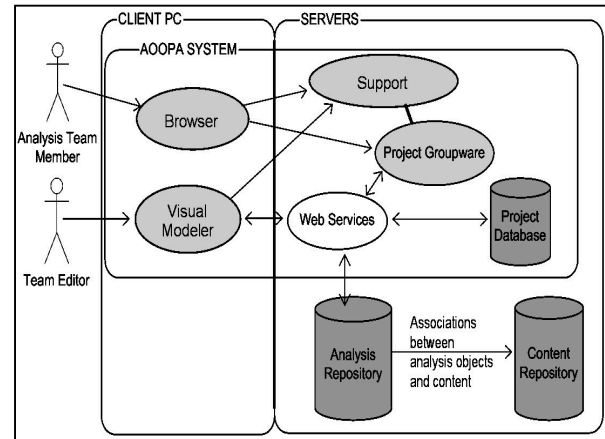 CLIENT PC
SERVERS
AOOPA SYSTEM
Support
Browser
Analysis Team
Member
Project Groupware
Visual
Modeler
Web Services
Project
Database
Team Editor
Analysis
Repository
Associations
between
analysis objects
and content
Content
Repository